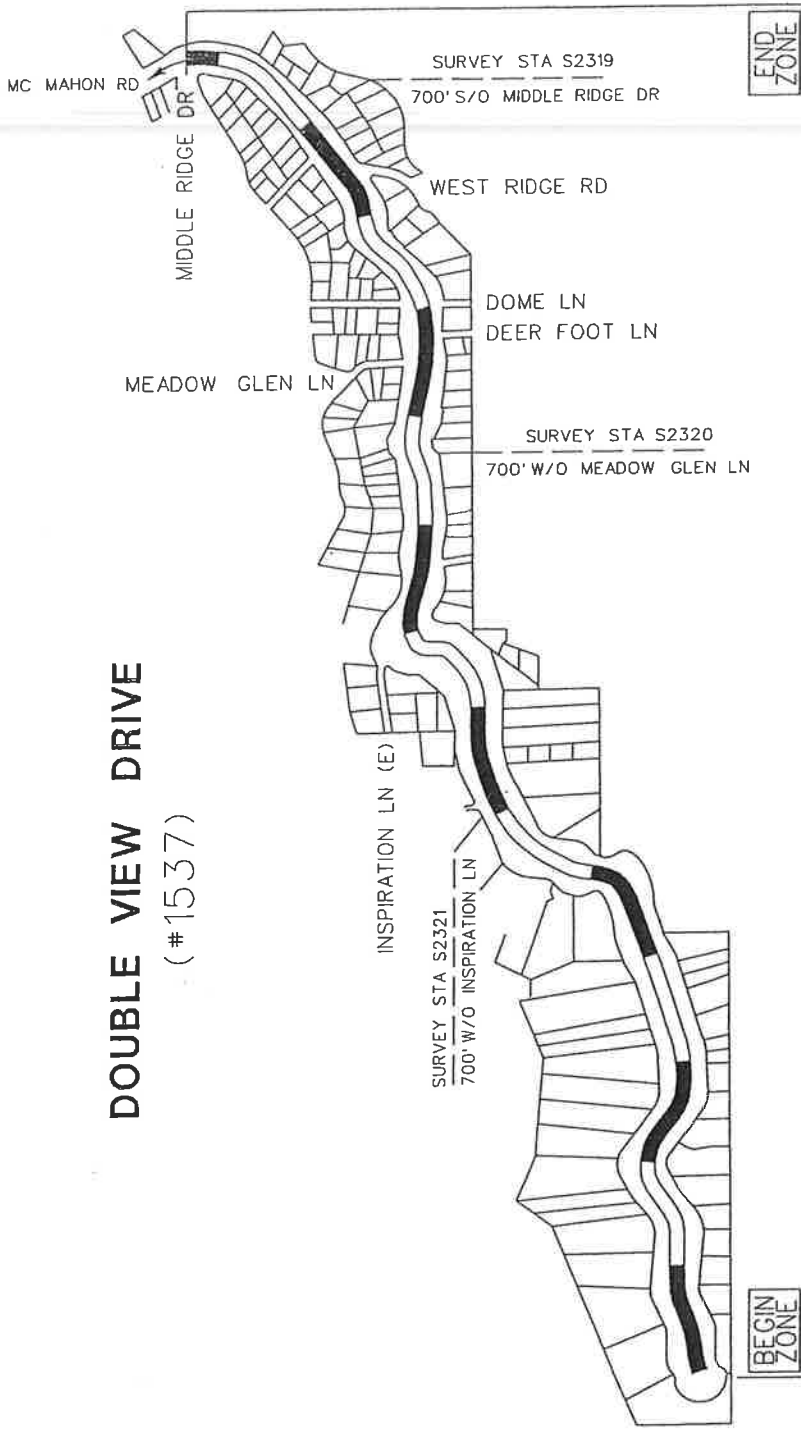 MC MAHON RD
MIDDLE RIDGE DR
SURVEY STA S2319
700' S/O MIDDLE RIDGE DR
END
ZONE
WEST RIDGE RD
DOME LN
DEER FOOT LN
MEADOW GLEN LN
SURVEY STA S2320
700' W/O MEADOW GLEN LN
DOUBLE VIEW DRIVE
(#1537)
INSPIRATION LN (E)
SURVEY STA S2321
700' W/O INSPIRATION LN
BEGIN
ZONE